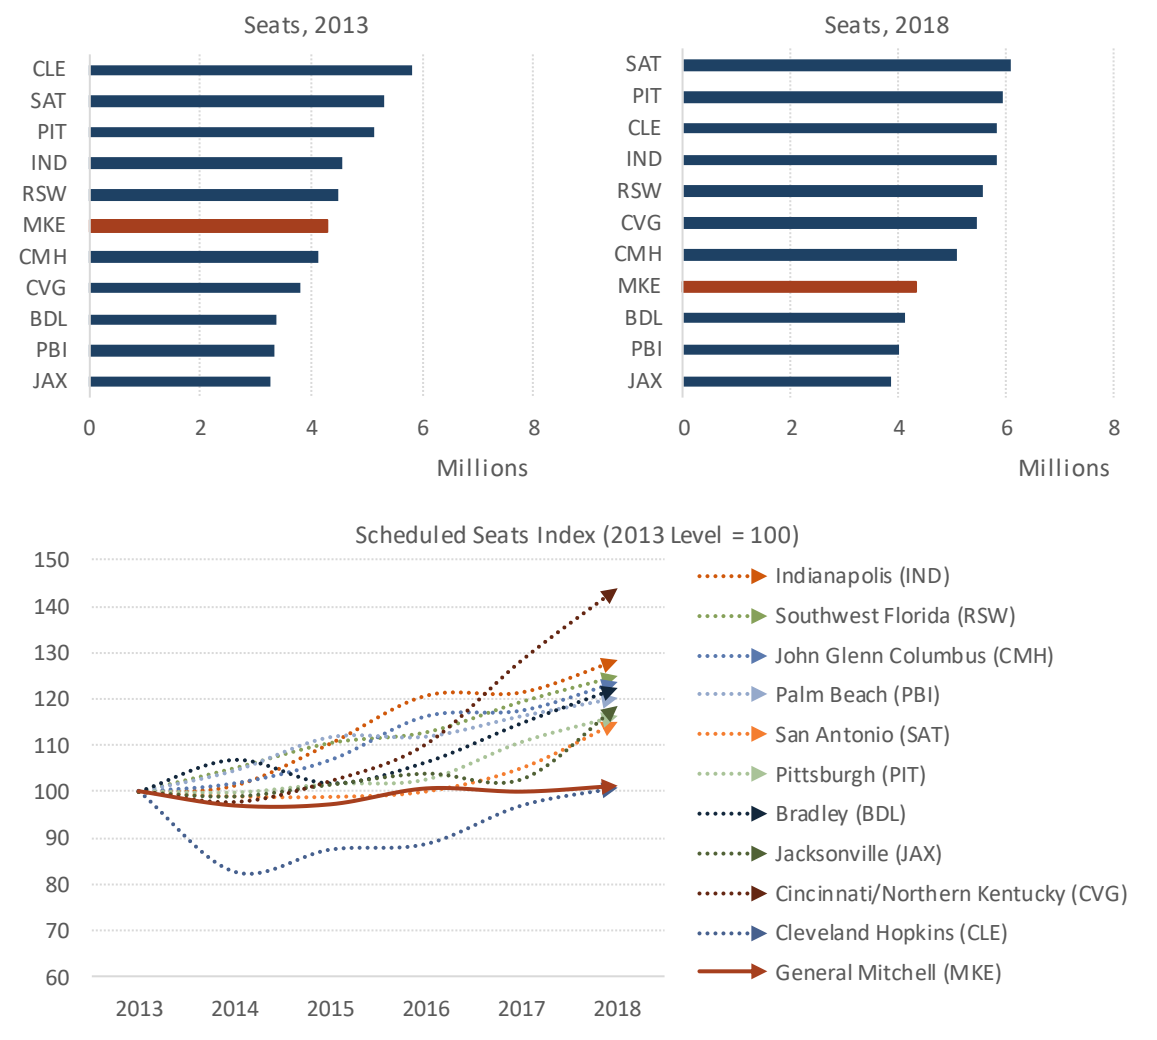 Seats, 2013
CLE
SAT
PIT
IND
RSW
MKE
CMH
CVG
BDL
PBI
JAX
0 2 4 6 8
Millions
Seats, 2018
SAT
PIT
CLE
IND
RSW
CVG
CMH
MKE
BDL
PBI
JAX
0 2 4 6 8
Millions
Scheduled Seats Index (2013 Level = 100)
150
140
130
120
110
100
90
80
70
60
2013 2014 2015 2016 2017 2018
Indianapolis (IND)
Southwest Florida (RSW)
John Glenn Columbus (CMH)
Palm Beach (PBI)
San Antonio (SAT)
Pittsburgh (PIT)
Bradley (BDL)
Jacksonville (JAX)
Cincinnati/Northern Kentucky (CVG)
Cleveland Hopkins (CLE)
General Mitchell (MKE)